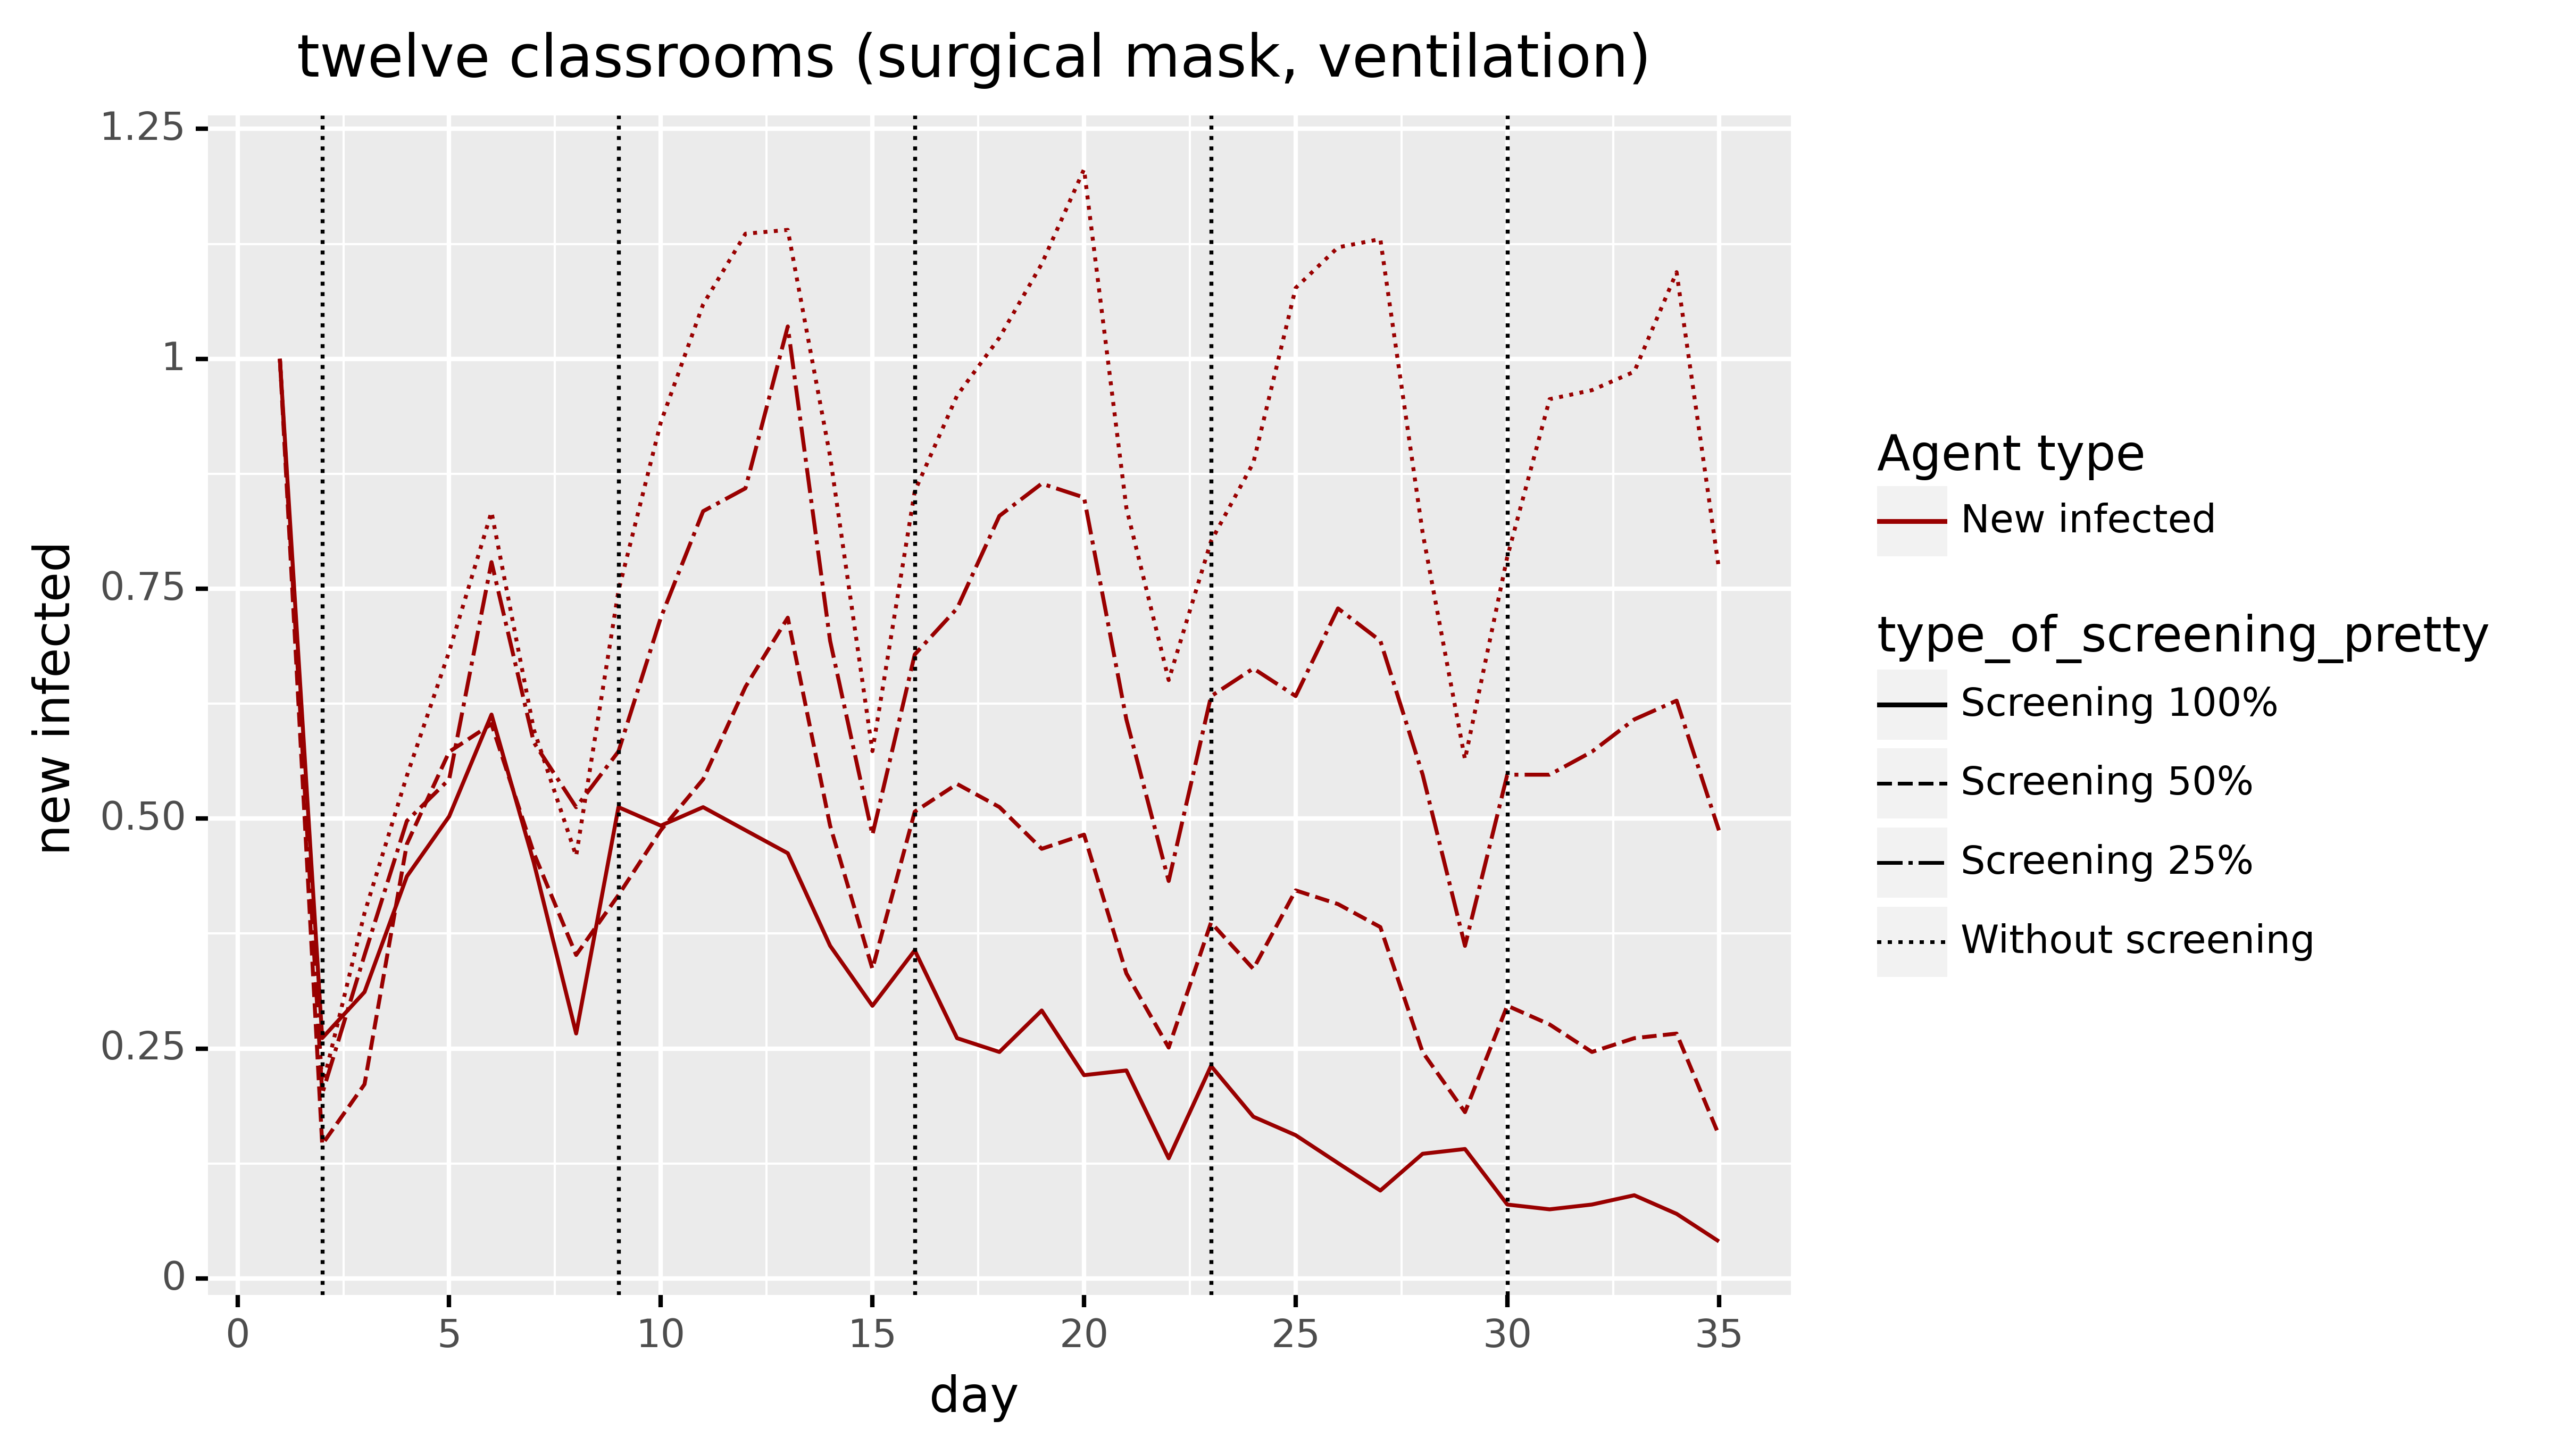 twelve classrooms (surgical mask, ventilation)
new infected
1.25
1
0.75
0.50
0.25
0
0 5 10 15 20 25 30 35
day
Agent type
New infected
type_of_screening_pretty
Screening 100%
Screening 50%
Screening 25%
Without screening